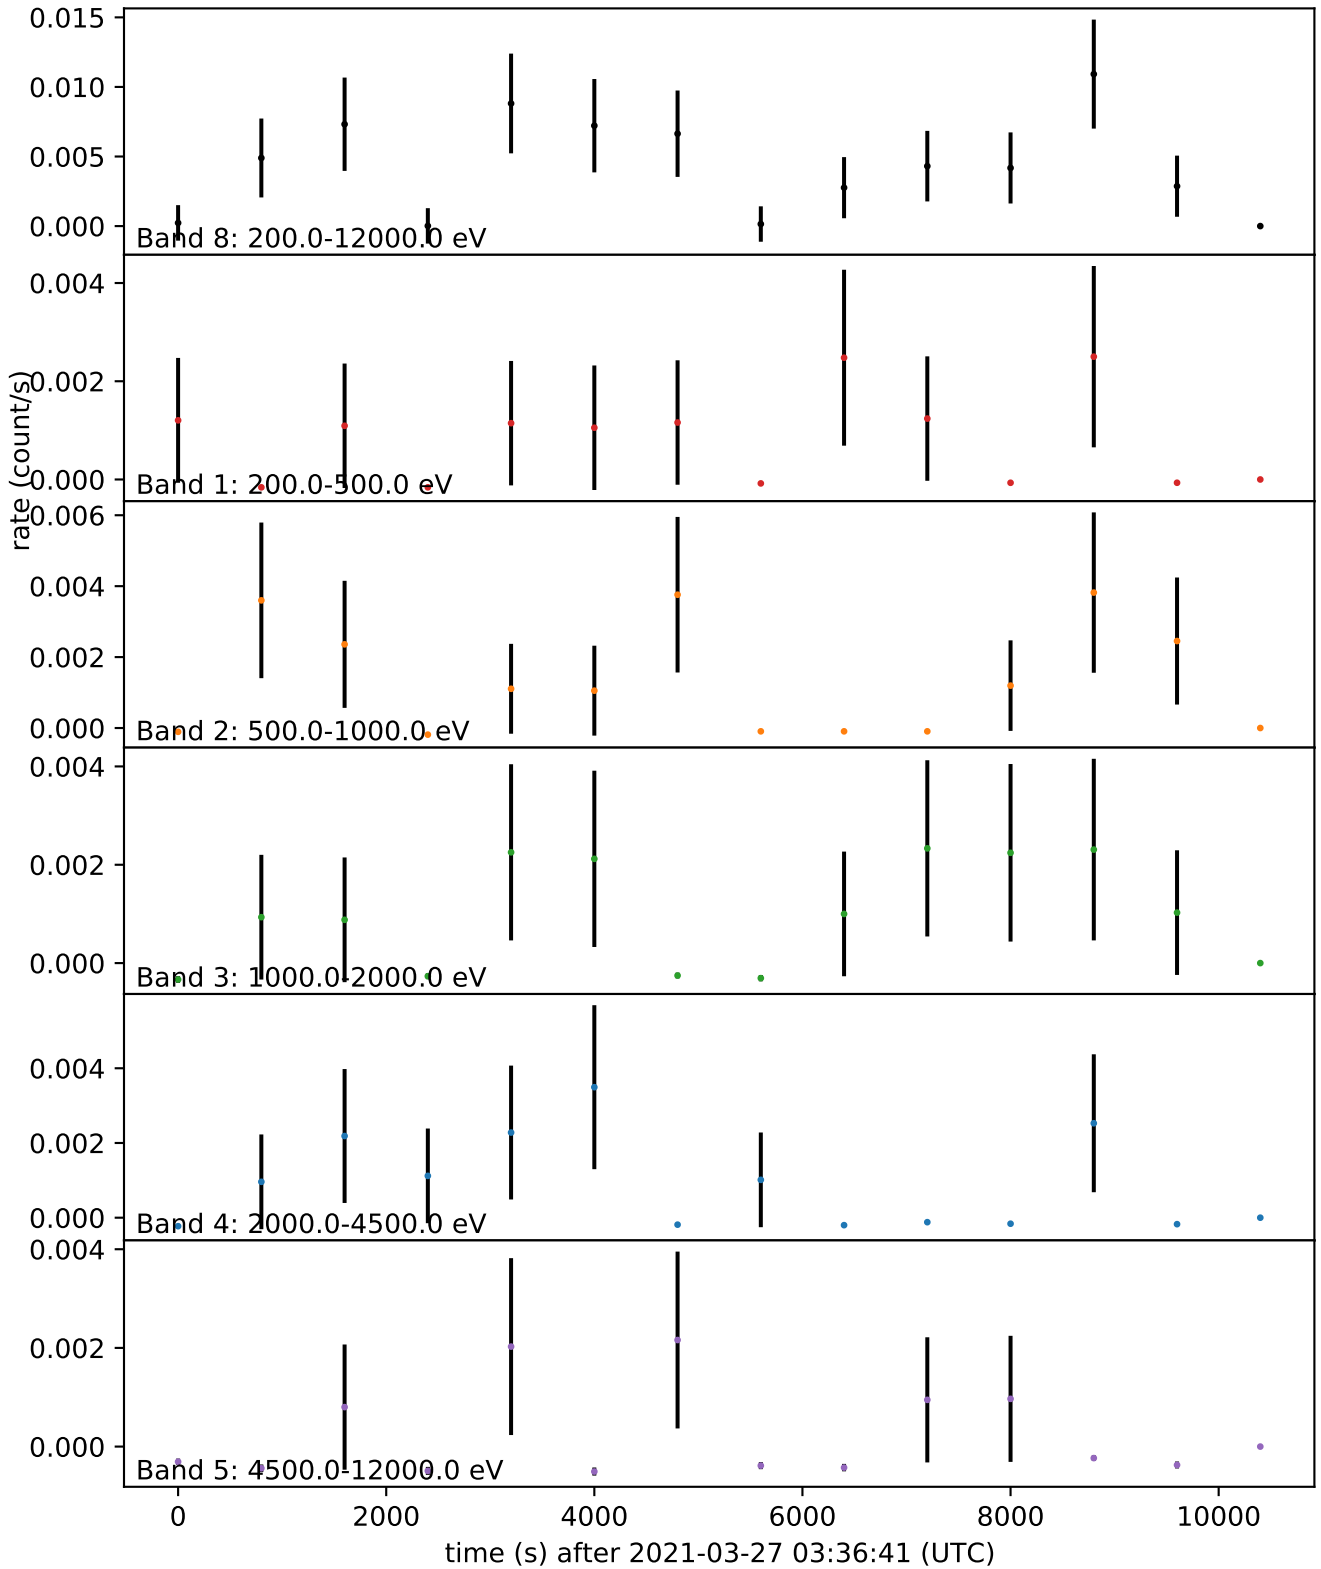 0.015
0.010
0.005
0.000
Band 8: 200.0-12000.0 eV
0.004
0.002
0.000
Band 1: 200.0-500.0 eV
rate (count/s)
0.006
0.004
0.002
0.000
Band 2: 500.0-1000.0 eV
0.004
0.002
0.000
Band 3: 1000.0-2000.0 eV
0.004
0.002
0.000
Band 4: 2000.0-4500.0 eV
0.004
0.002
0.000
Band 5: 4500.0-12000.0 eV
0 2000 4000 6000 8000 10000
time (s) after 2021-03-27 03:36:41 (UTC)